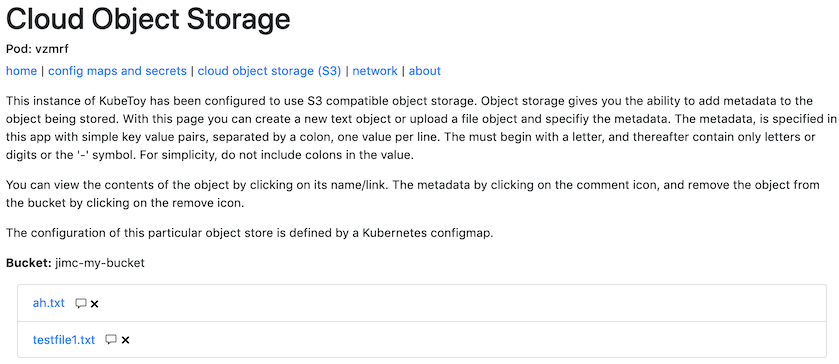 Cloud Object Storage
Pod: vzmrf
home | config maps and secrets | cloud object storage (S3) | network | about
This instance of KubeToy has been configured to use S3 compatible object storage. Object storage gives you the ability to add metadata to the
object being stored. With this page you can create a new text object or upload a file object and specifiy the metadata. The metadata, is specified in
this app with simple key value pairs, separated by a colon, one value per line. The must begin with a letter, and thereafter contain only letters or
digits or the '-' symbol. For simplicity, do not include colons in the value.
You can view the contents of the object by clicking on its name/link. The metadata by clicking on the comment icon, and remove the object from
the bucket by clicking on the remove icon.
The configuration of this particular object store is defined by a Kubernetes configmap.
Bucket: jimc-my-bucket
ah.txt
testfile1.txt